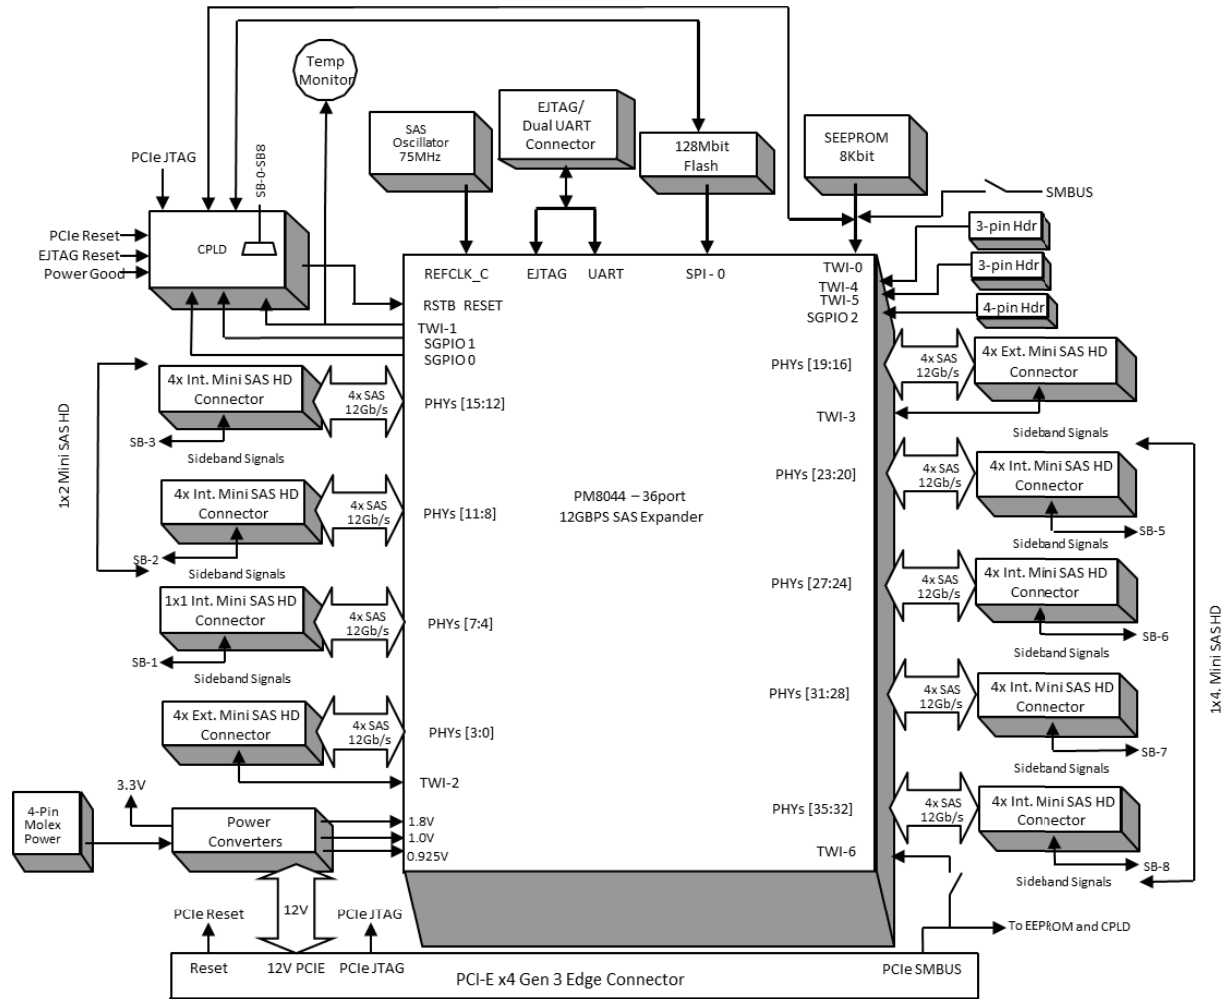 Temp
Monitor
SAS
Oscillator
75MHz
EJTAG/
Dual UART
Connector
128Mbit
Flash
SEEPROM
8Kbit
PCIe JTAG
SB-0-SB8
SMBUS
PCIe Reset
EJTAG Reset
Power Good
CPLD
3-pin Hdr
3-pin Hdr
4-pin Hdr
REFCLK_C
EJTAG
UART
SPI - 0
TWI-0
TWI-4
TWI-5
SGPIO 2
RSTB RESET
TWI-1
SGPIO 1
SGPIO 0
1x2 Mini SAS HD
4x Int. Mini SAS HD
Connector
4x SAS
12Gb/s
PHYs [15:12]
SB-3
Sideband Signals
4x Int. Mini SAS HD
Connector
4x SAS
12Gb/s
PHYs [11:8]
SB-2
Sideband Signals
1x1 Int. Mini SAS HD
Connector
4x SAS
12Gb/s
PHYs [7:4]
SB-1
Sideband Signals
4x Ext. Mini SAS HD
Connector
4x SAS
12Gb/s
PHYs [3:0]
TWI-2
PM8044 – 36port
12GBPS SAS Expander
PHYs [19:16]
4x SAS
12Gb/s
4x Ext. Mini SAS HD
Connector
TWI-3
Sideband Signals
PHYs [23:20]
4x SAS
12Gb/s
4x Int. Mini SAS HD
Connector
SB-5
Sideband Signals
PHYs [27:24]
4x SAS
12Gb/s
4x Int. Mini SAS HD
Connector
SB-6
Sideband Signals
PHYs [31:28]
4x SAS
12Gb/s
4x Int. Mini SAS HD
Connector
SB-7
Sideband Signals
PHYs [35:32]
4x SAS
12Gb/s
4x Int. Mini SAS HD
Connector
SB-8
Sideband Signals
1x4. Mini SAS HD
TWI-6
3.3V
4-Pin
Molex
Power
Power
Converters
1.8V
1.0V
0.925V
12V
PCIe Reset
PCIe JTAG
To EEPROM and CPLD
Reset
12V PCIE
PCIe JTAG
PCIe SMBUS
PCI-E x4 Gen 3 Edge Connector